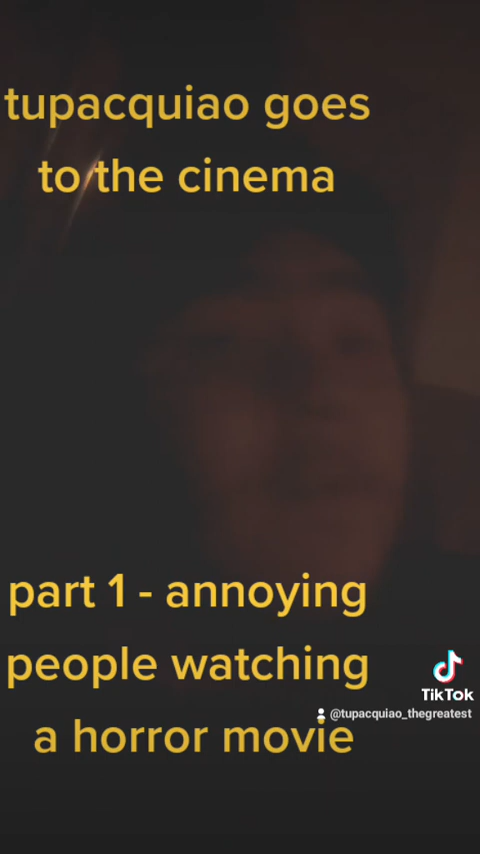 tupacquiao goes
to the cinema
part 1 - annoying
people watching
a horror movie
TikTok
@tupacquiao_thegreatest